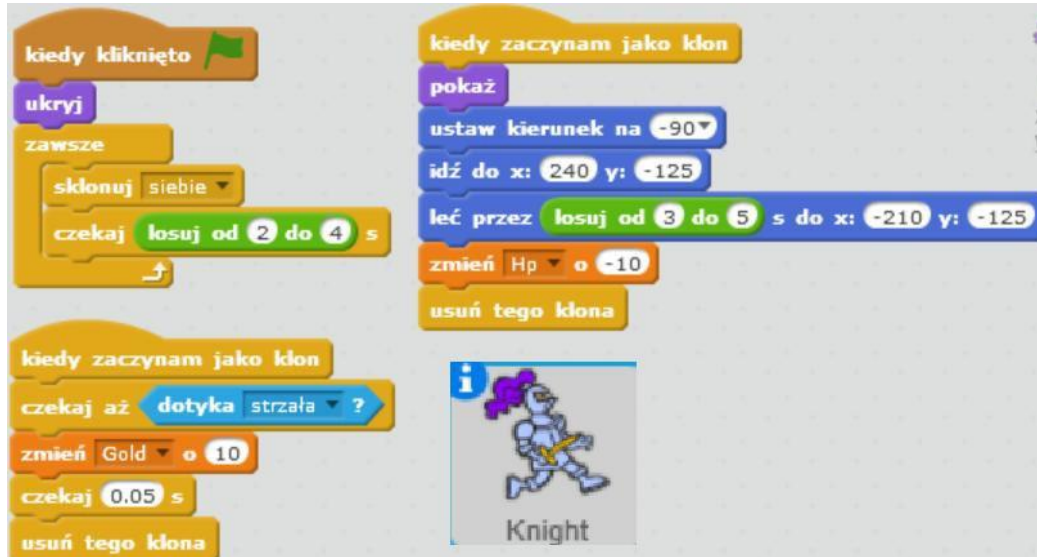 kiedy kliknięto
ukryj
zawsze
sklonuj siebie
czekaj losuj od 2 do 4 s
kiedy zaczynam jako klon
pokaż
ustaw kierunek na -90
idź do x: 240 y: -125
leć przez losuj od 3 do 5 s do x: -210 y: -125
zmień Hp o -10
usuń tego klona
kiedy zaczynam jako klon
czekaj aż dotyka strzała ?
zmień Gold o 10
czekaj 0.05 s
usuń tego klona
i
Knight